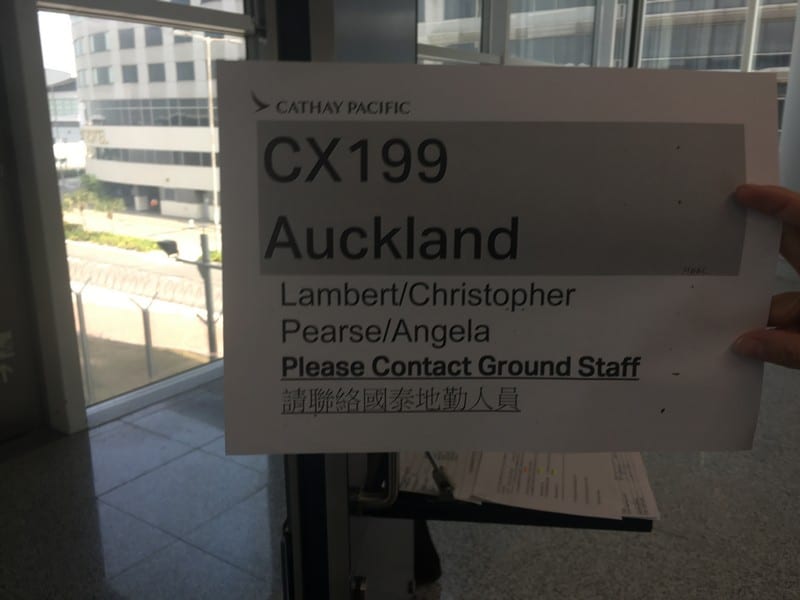 CATHAY PACIFIC
CX199
Auckland
Lambert/Christopher
Pearse/Angela
Please Contact Ground Staff
請聯絡國泰地勤人員